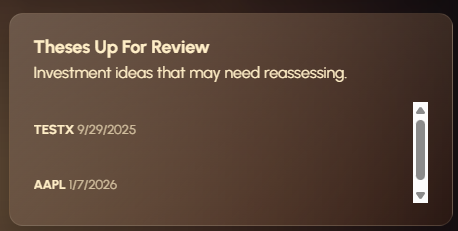 Theses Up For Review
Investment ideas that may need reassessing.
TESTX 9/29/2025
AAPL 1/7/2026